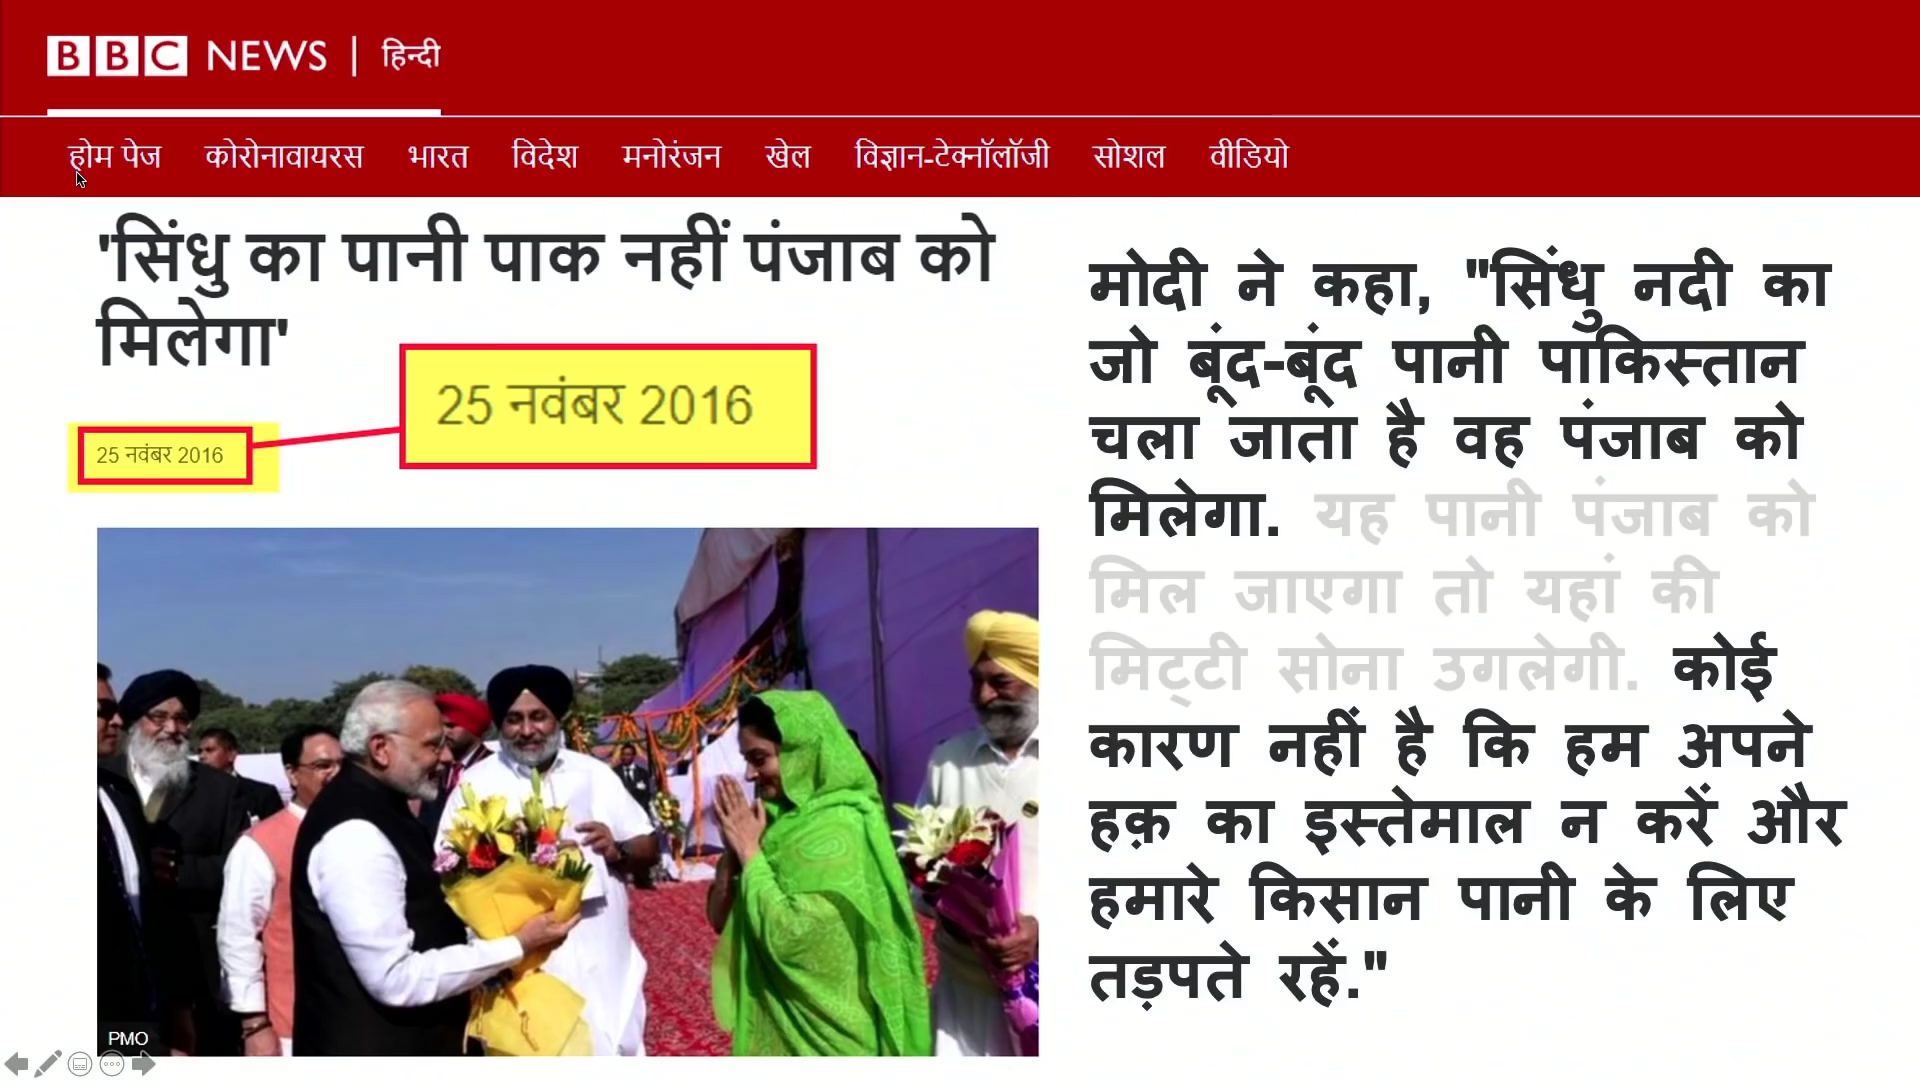 BBC NEWS | हिन्दी
होम पेज कोरोनावायरस भारत विदेश मनोरंजन खेल विज्ञान-टेक्नॉलॉजी सोशल वीडियो
'सिंधु का पानी पाक नहीं पंजाब को
मिलेगा'
25 नवंबर 2016
25 नवंबर 2016
PMO
मोदी ने कहा, "सिंधु नदी का
जो बूंद-बूंद पानी पाकिस्तान
चला जाता है वह पंजाब को
मिलेगा. यह पानी पंजाब को
मिल जाएगा तो यहां की
मिट्टी सोना उगलेगी. कोई
कारण नहीं है कि हम अपने
हक़ का इस्तेमाल न करें और
हमारे किसान पानी के लिए
तड़पते रहें."